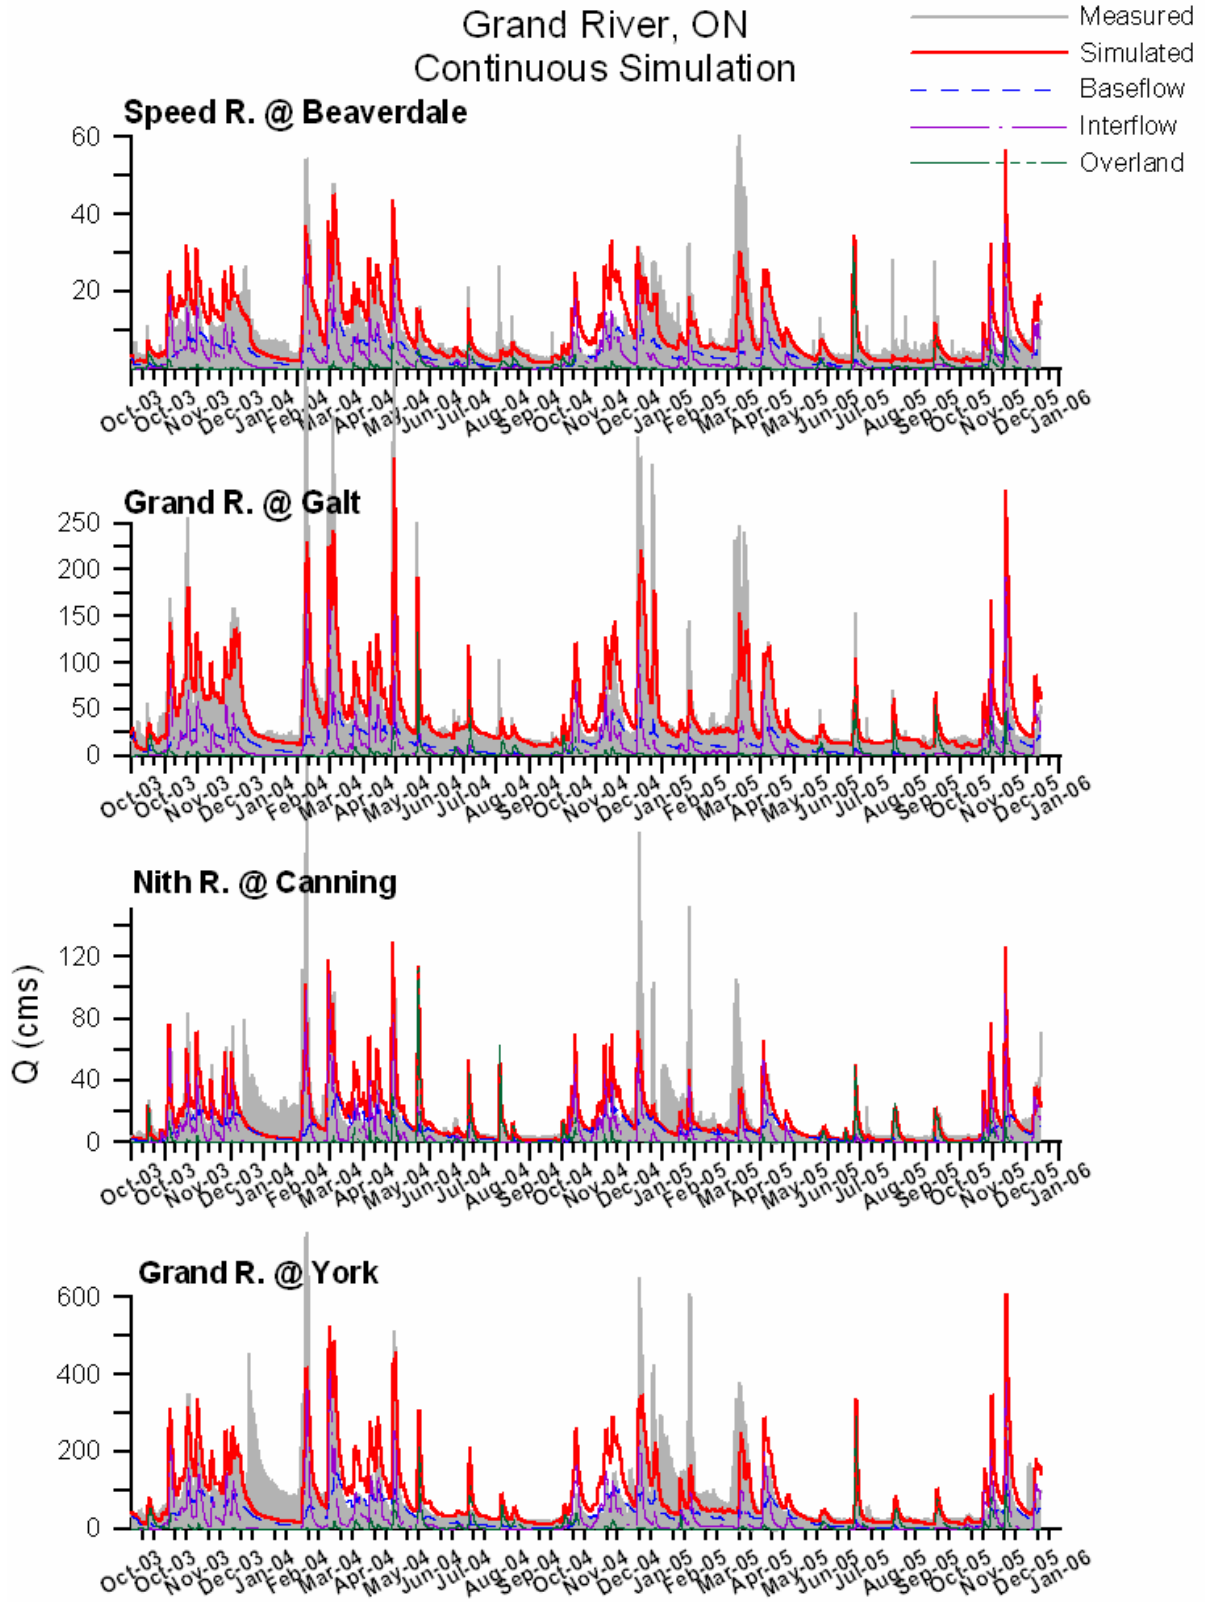 Grand River, ON
Continuous Simulation
Measured
Simulated
Baseflow
Interflow
Overland
Speed R. @ Beaverdale
60
40
20
Oct-03 Oct-03 Nov-03 Dec-03 Jan-04 Feb-04 Mar-04 Apr-04 May-04 Jun-04 Jul-04 Aug-04 Sep-04 Oct-04 Nov-04 Dec-04 Jan-05 Feb-05 Mar-05 Apr-05 May-05 Jun-05 Jul-05 Aug-05 Sep-05 Oct-05 Nov-05 Dec-05 Jan-06
Grand R. @ Galt
250
200
150
100
50
0
Oct-03 Oct-03 Nov-03 Dec-03 Jan-04 Feb-04 Mar-04 Apr-04 May-04 Jun-04 Jul-04 Aug-04 Sep-04 Oct-04 Nov-04 Dec-04 Jan-05 Feb-05 Mar-05 Apr-05 May-05 Jun-05 Jul-05 Aug-05 Sep-05 Oct-05 Nov-05 Dec-05 Jan-06
Nith R. @ Canning
Q (cms)
120
80
40
0
Oct-03 Oct-03 Nov-03 Dec-03 Jan-04 Feb-04 Mar-04 Apr-04 May-04 Jun-04 Jul-04 Aug-04 Sep-04 Oct-04 Nov-04 Dec-04 Jan-05 Feb-05 Mar-05 Apr-05 May-05 Jun-05 Jul-05 Aug-05 Sep-05 Oct-05 Nov-05 Dec-05 Jan-06
Grand R. @ York
600
400
200
0
Oct-03 Oct-03 Nov-03 Dec-03 Jan-04 Feb-04 Mar-04 Apr-04 May-04 Jun-04 Jul-04 Aug-04 Sep-04 Oct-04 Nov-04 Dec-04 Jan-05 Feb-05 Mar-05 Apr-05 May-05 Jun-05 Jul-05 Aug-05 Sep-05 Oct-05 Nov-05 Dec-05 Jan-06